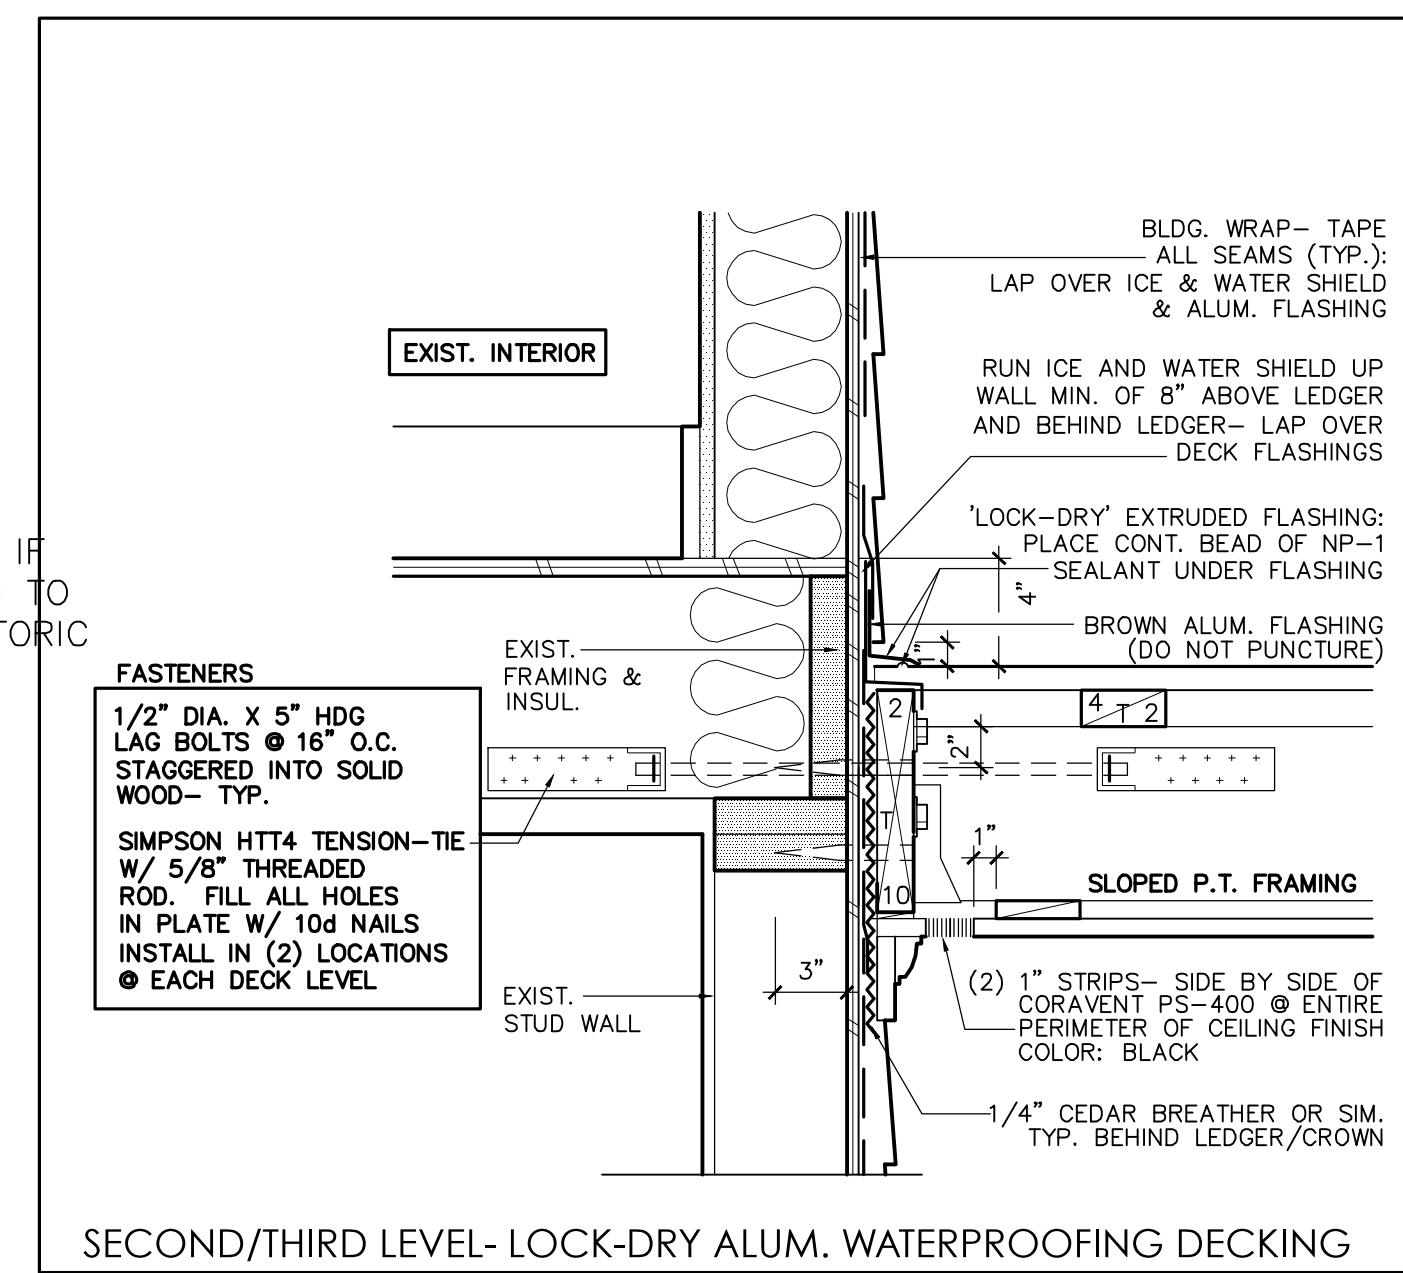 BLDG. WRAP– TAPE
ALL SEAMS (TYP.):
LAP OVER ICE & WATER SHIELD
& ALUM. FLASHING
EXIST. INTERIOR
RUN ICE AND WATER SHIELD UP
WALL MIN. OF 8" ABOVE LEDGER
AND BEHIND LEDGER– LAP OVER
DECK FLASHINGS
'LOCK–DRY' EXTRUDED FLASHING:
PLACE CONT. BEAD OF NP–1
SEALANT UNDER FLASHING
4"
1"
BROWN ALUM. FLASHING
(DO NOT PUNCTURE)
IF
TO
TORIC
EXIST.
FRAMING &
INSUL.
FASTENERS
1/2" DIA. X 5" HDG
LAG BOLTS @ 16" O.C.
STAGGERED INTO SOLID
WOOD– TYP.
SIMPSON HTT4 TENSION–TIE
W/ 5/8" THREADED
ROD. FILL ALL HOLES
IN PLATE W/ 10d NAILS
INSTALL IN (2) LOCATIONS
@ EACH DECK LEVEL
2
T
10
4 T 2
2"
1"
SLOPED P.T. FRAMING
3"
EXIST.
STUD WALL
(2) 1" STRIPS– SIDE BY SIDE OF
CORAVENT PS–400 @ ENTIRE
PERIMETER OF CEILING FINISH
COLOR: BLACK
1/4" CEDAR BREATHER OR SIM.
TYP. BEHIND LEDGER/CROWN
SECOND/THIRD LEVEL- LOCK-DRY ALUM. WATERPROOFING DECKING